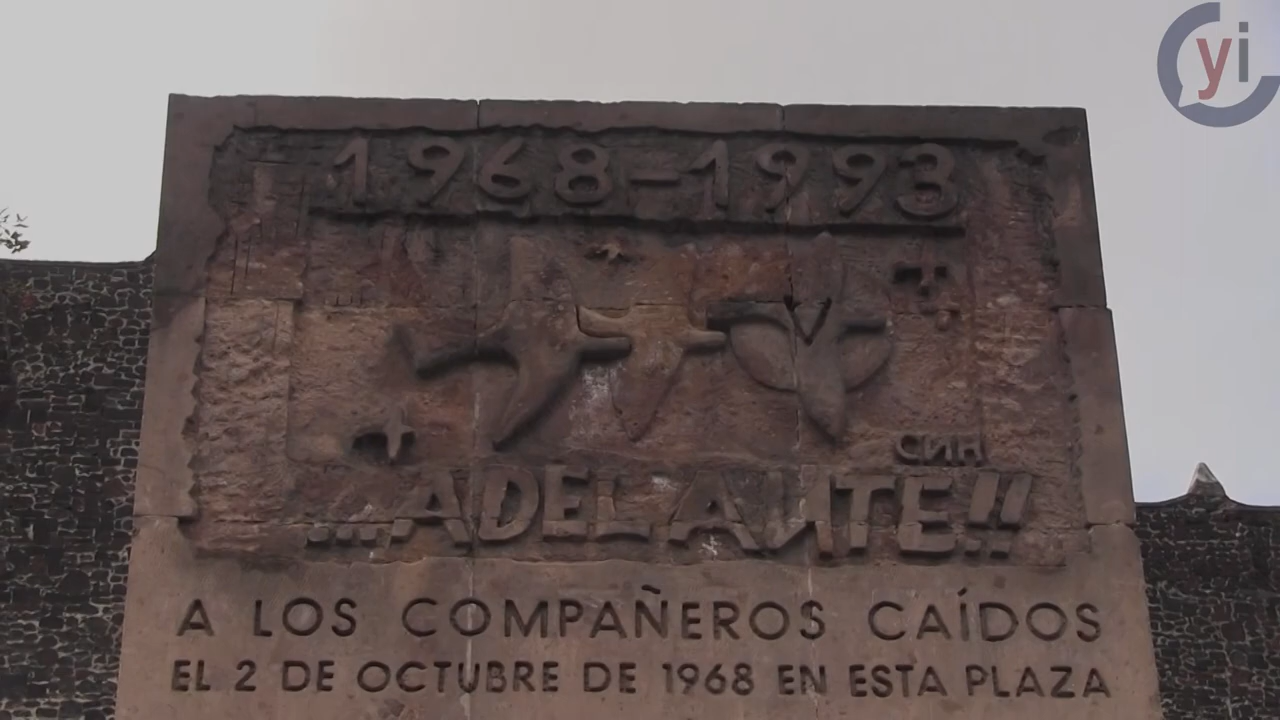 yi
1968-1993
CNH
...ADELANTE!!
A LOS COMPAÑEROS CAÍDOS
EL 2 DE OCTUBRE DE 1968 EN ESTA PLAZA